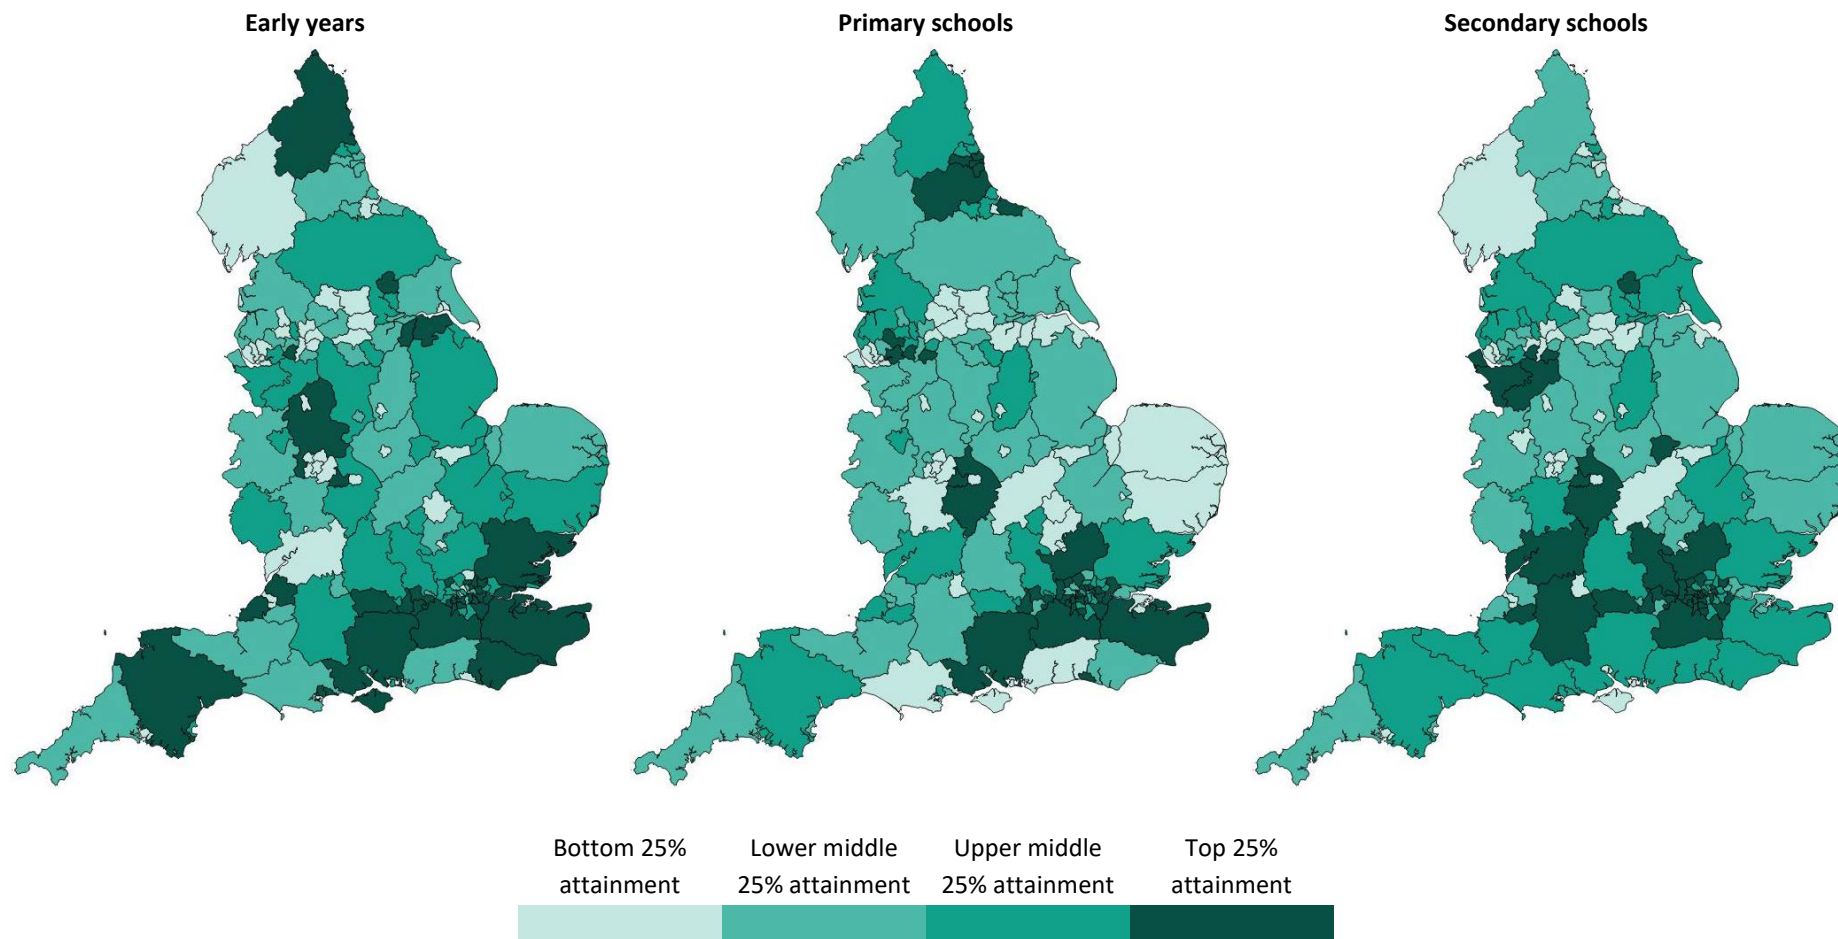 Early years
Primary schools
Secondary schools
Bottom 25%
attainment
Lower middle
25% attainment
Upper middle
25% attainment
Top 25%
attainment